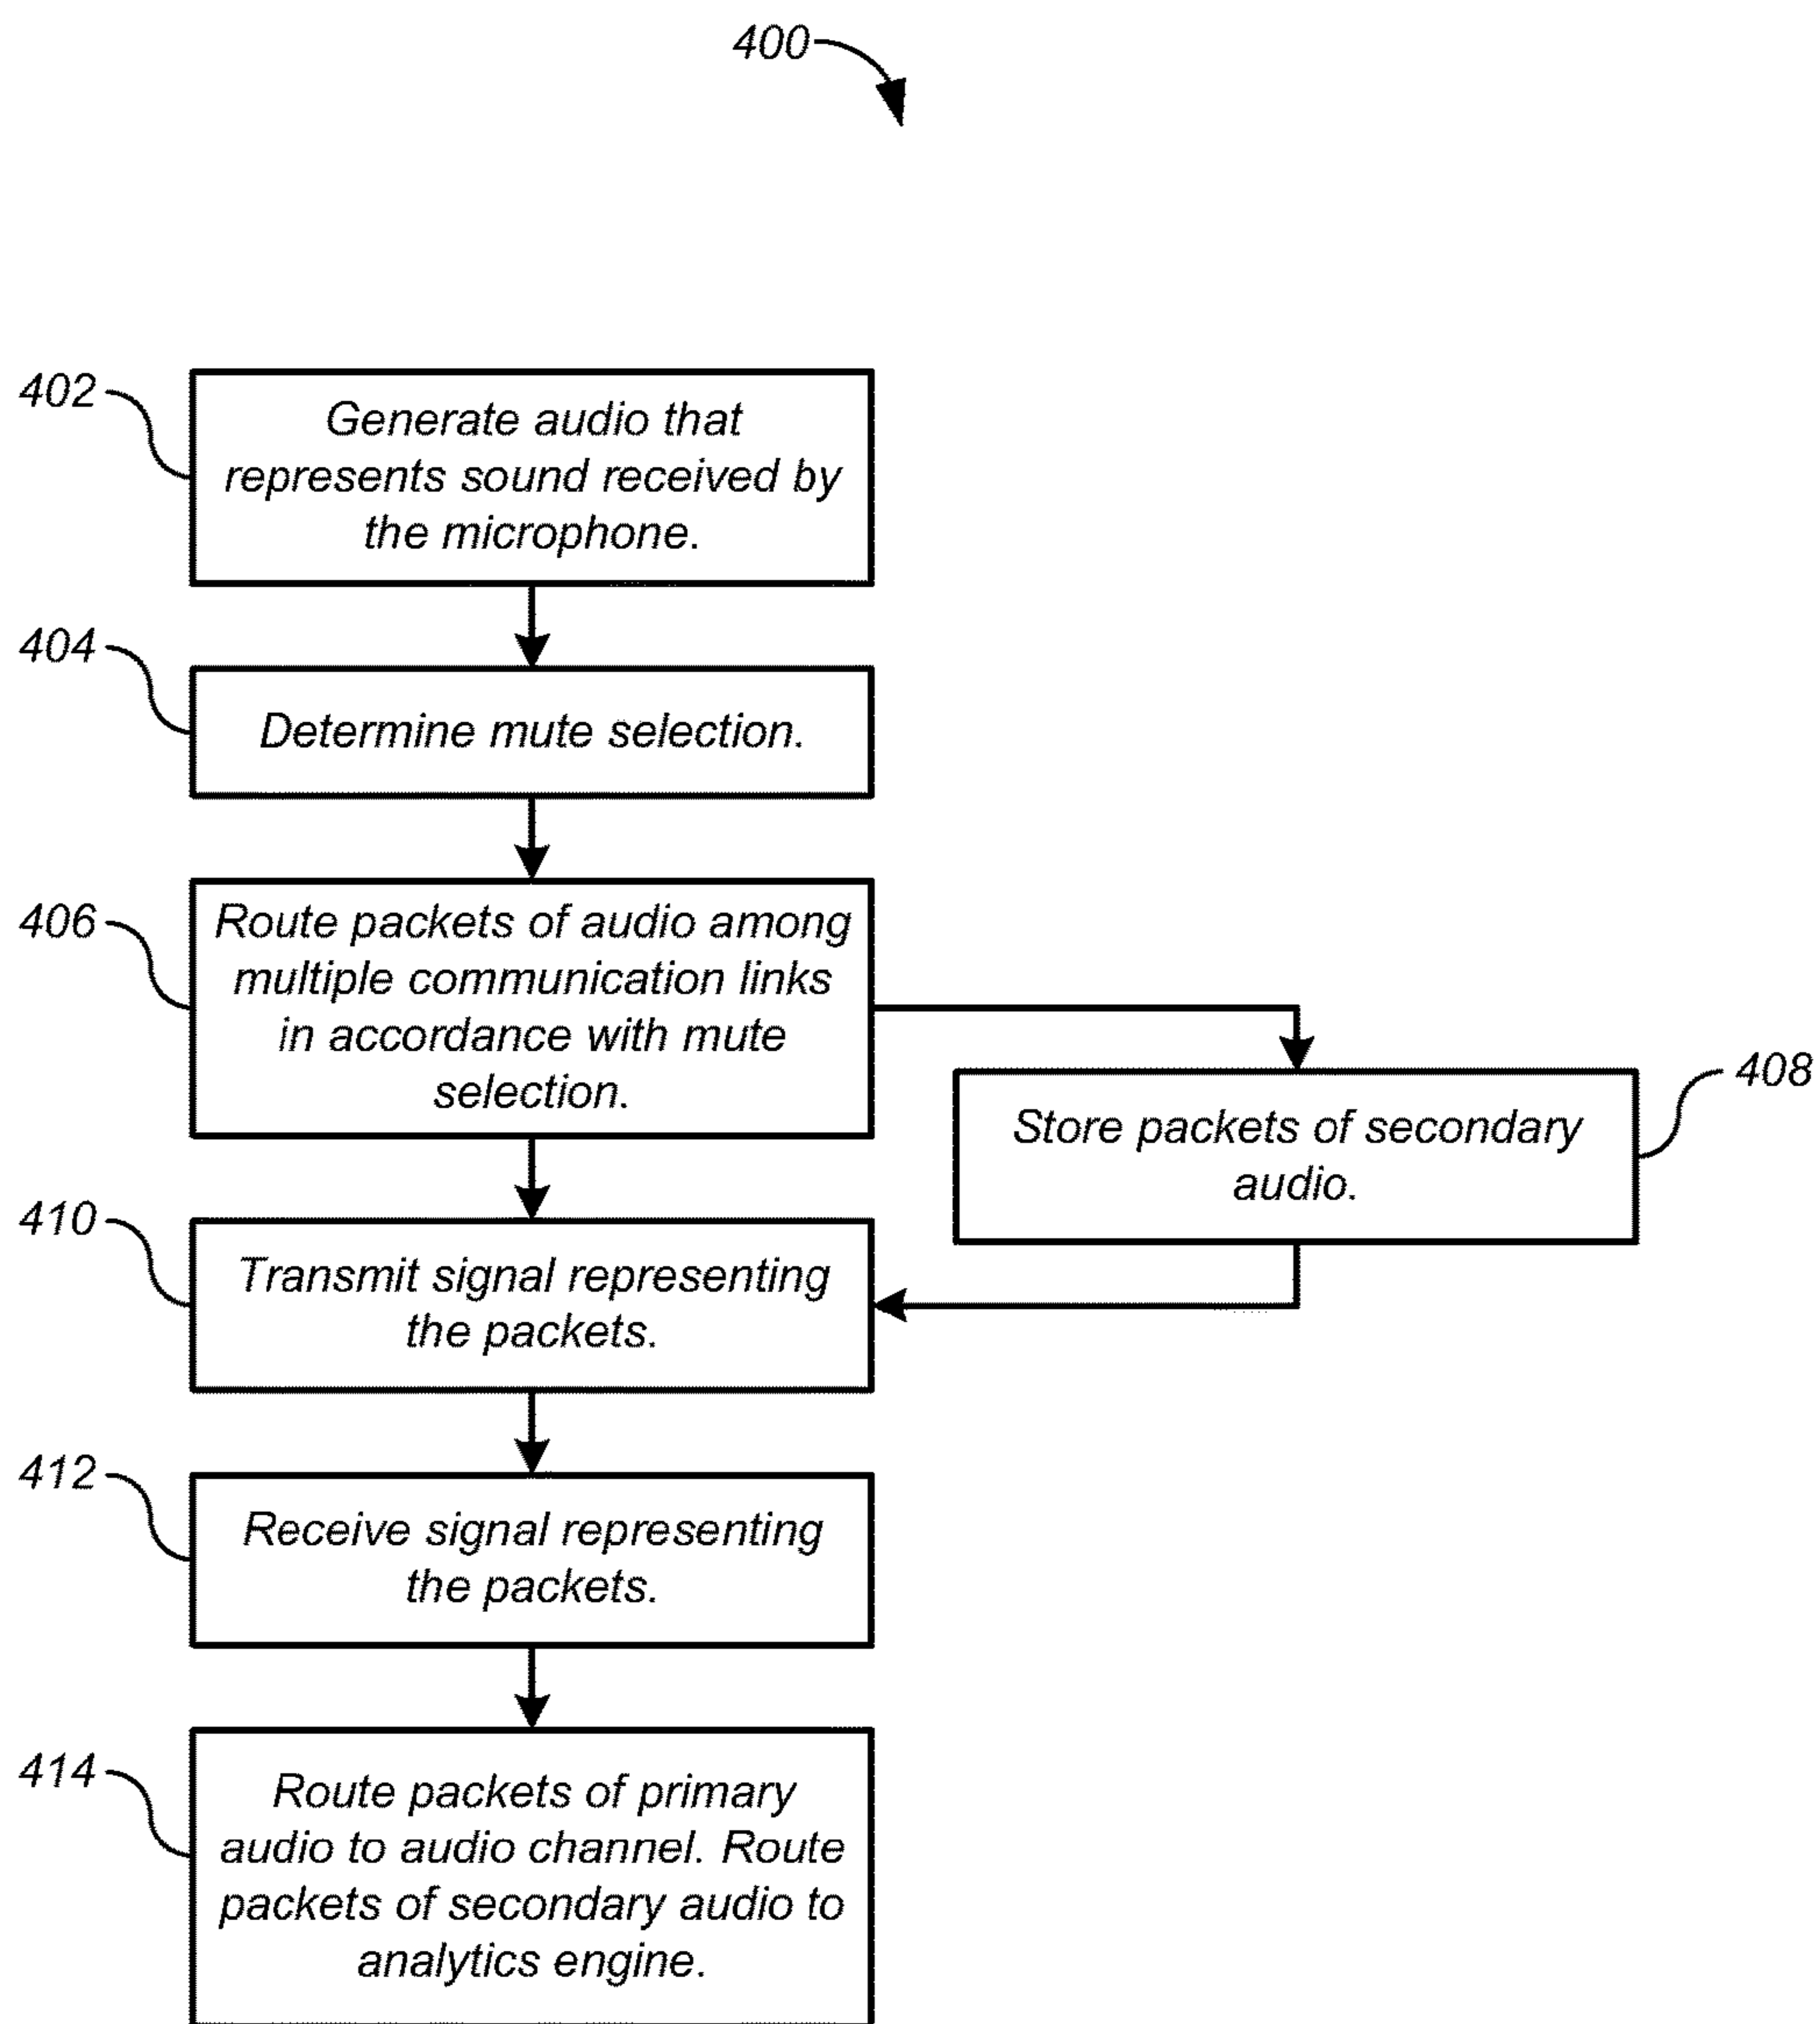 400
402
Generate audio that
represents sound received by
the microphone.
404
Determine mute selection.
406
Route packets of audio among
multiple communication links
in accordance with mute
selection.
408
Store packets of secondary
audio.
410
Transmit signal representing
the packets.
412
Receive signal representing
the packets.
414
Route packets of primary
audio to audio channel. Route
packets of secondary audio to
analytics engine.